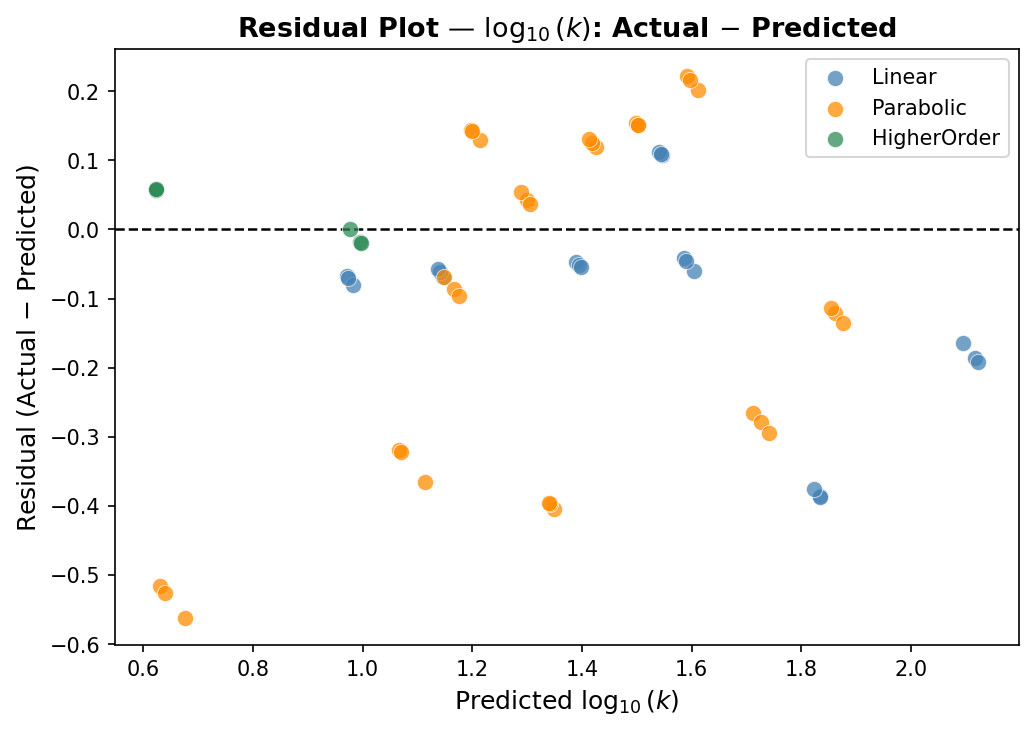 Residual Plot — log₁₀(k): Actual − Predicted
Linear
Parabolic
HigherOrder
Residual (Actual − Predicted)
0.2
0.1
0.0
−0.1
−0.2
−0.3
−0.4
−0.5
−0.6
0.6 0.8 1.0 1.2 1.4 1.6 1.8 2.0
Predicted log₁₀(k)